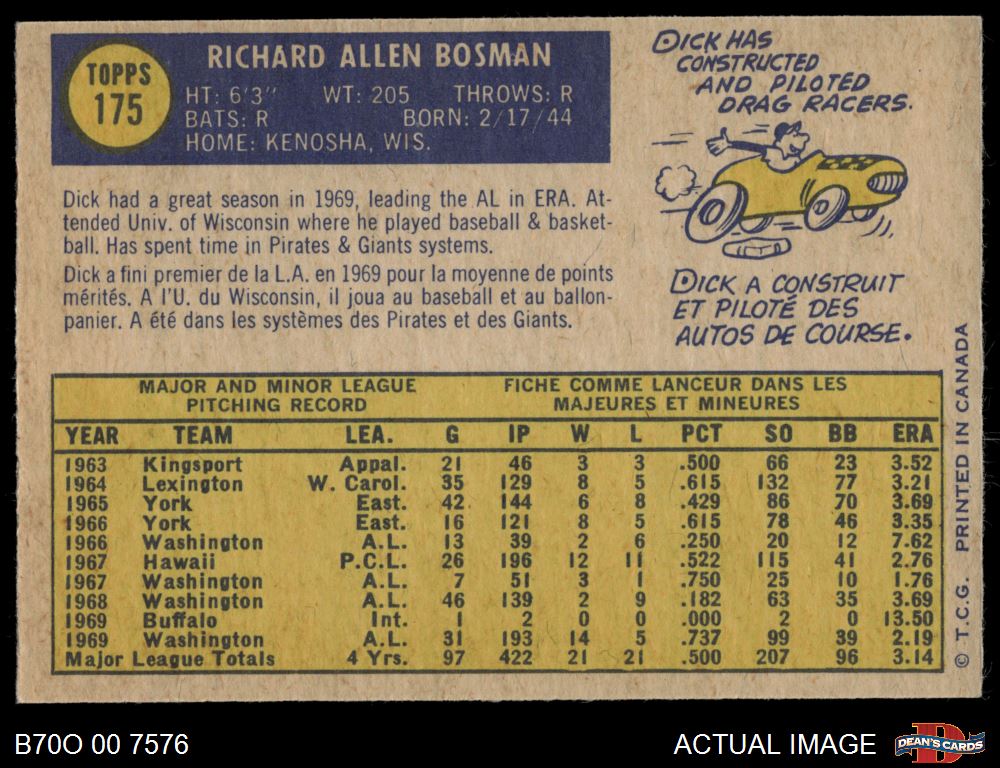 TOPPS
175
RICHARD ALLEN BOSMAN
HT: 6'3" WT: 205 THROWS: R
BATS: R BORN: 2/17/44
HOME: KENOSHA, WIS.
DICK HAS
CONSTRUCTED
AND PILOTED
DRAG RACERS.
Dick had a great season in 1969, leading the AL in ERA. At-
tended Univ. of Wisconsin where he played baseball & basket-
ball. Has spent time in Pirates & Giants systems.
Dick a fini premier de la L.A. en 1969 pour la moyenne de points
mérités. A l'U. du Wisconsin, il joua au baseball et au ballon-
panier. A été dans les systèmes des Pirates et des Giants.
DICK A CONSTRUIT
ET PILOTÉ DES
AUTOS DE COURSE.
MAJOR AND MINOR LEAGUE
PITCHING RECORD
FICHE COMME LANCEUR DANS LES
MAJEURES ET MINEURES
YEAR TEAM LEA. G IP W L PCT SO BB ERA
1963 Kingsport Appal. 21 46 3 3 .500 66 23 3.52
1964 Lexington W. Carol. 35 129 8 5 .615 132 77 3.21
1965 York East. 42 144 6 8 .429 86 70 3.69
1966 York East. 16 121 8 5 .615 78 46 3.35
1966 Washington A.L. 13 39 2 6 .250 20 12 7.62
1967 Hawaii P.C.L. 26 196 12 11 .522 115 41 2.76
1967 Washington A.L. 7 51 3 1 .750 25 10 1.76
1968 Washington A.L. 46 139 2 9 .182 63 35 3.69
1969 Buffalo Int. 1 2 0 0 .000 2 0 13.50
1969 Washington A.L. 31 193 14 5 .737 99 39 2.19
Major League Totals 4 Yrs. 97 422 21 21 .500 207 96 3.14
© T.C.G. PRINTED IN CANADA
B70O 00 7576
ACTUAL IMAGE
D
DEAN'S CARDS